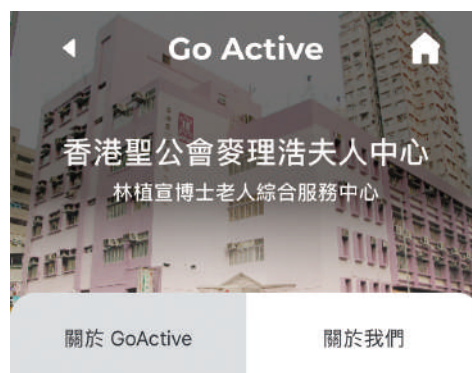 Go Active
香港聖公會麥理浩夫人中心
林植宣博士老人綜合服務中心
關於 GoActive
關於我們